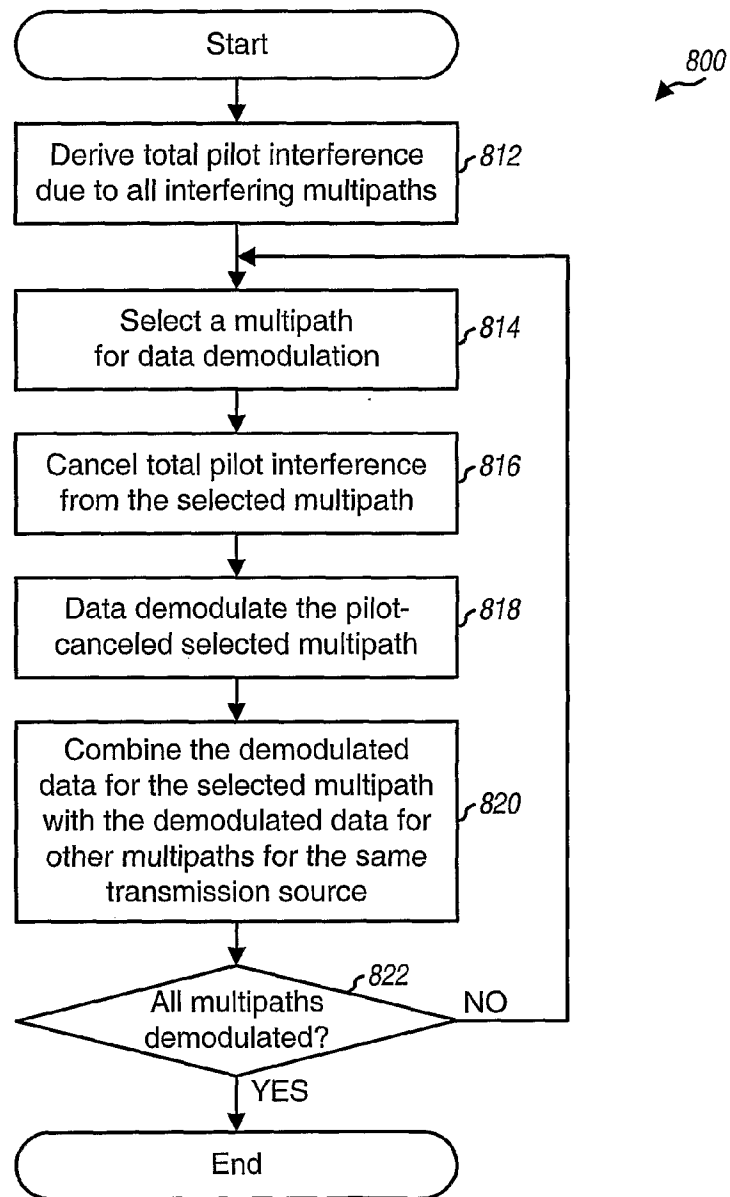 Start
800
Derive total pilot interference
due to all interfering multipaths
812
Select a multipath
for data demodulation
814
Cancel total pilot interference
from the selected multipath
816
Data demodulate the pilot-
canceled selected multipath
818
Combine the demodulated
data for the selected multipath
with the demodulated data for
other multipaths for the same
transmission source
820
822
All multipaths
demodulated?
NO
YES
End